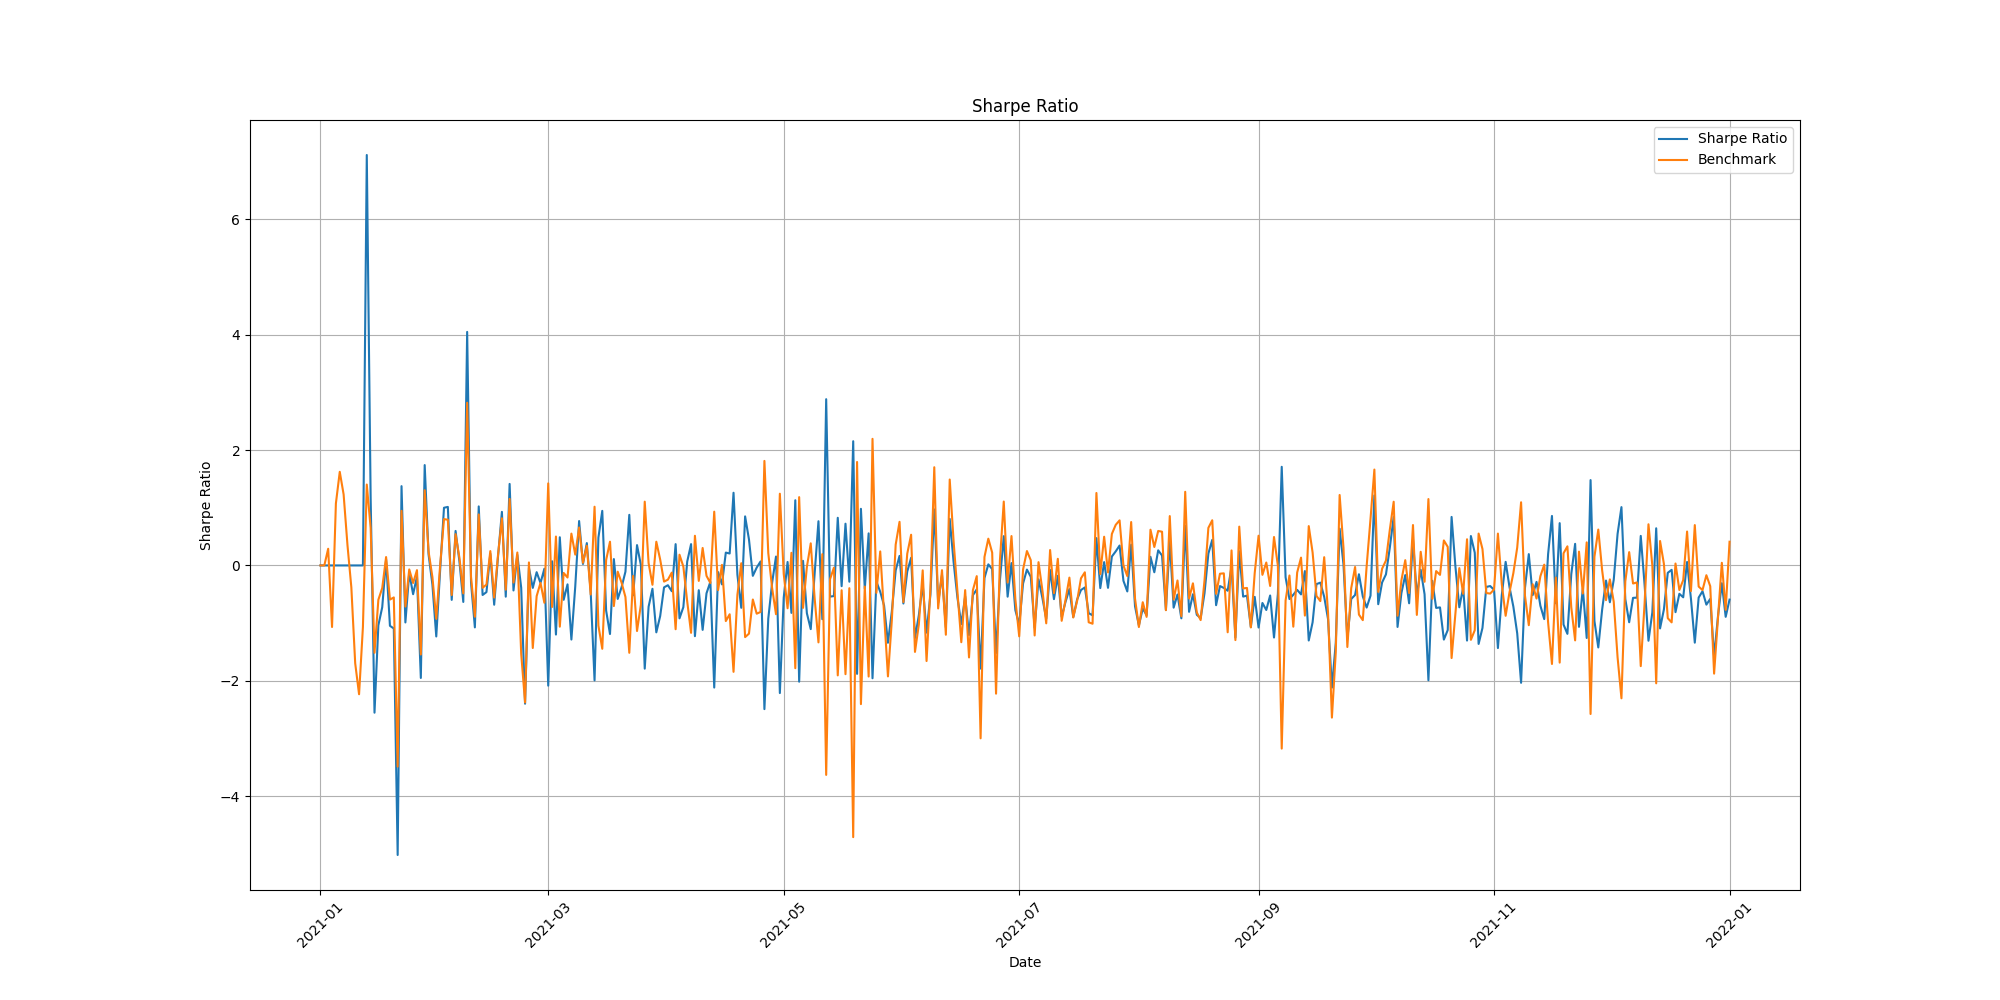 Sharpe Ratio
Sharpe Ratio
Benchmark
6
4
2
0
−2
−4
Sharpe Ratio
2021-01
2021-03
2021-05
2021-07
2021-09
2021-11
2022-01
Date